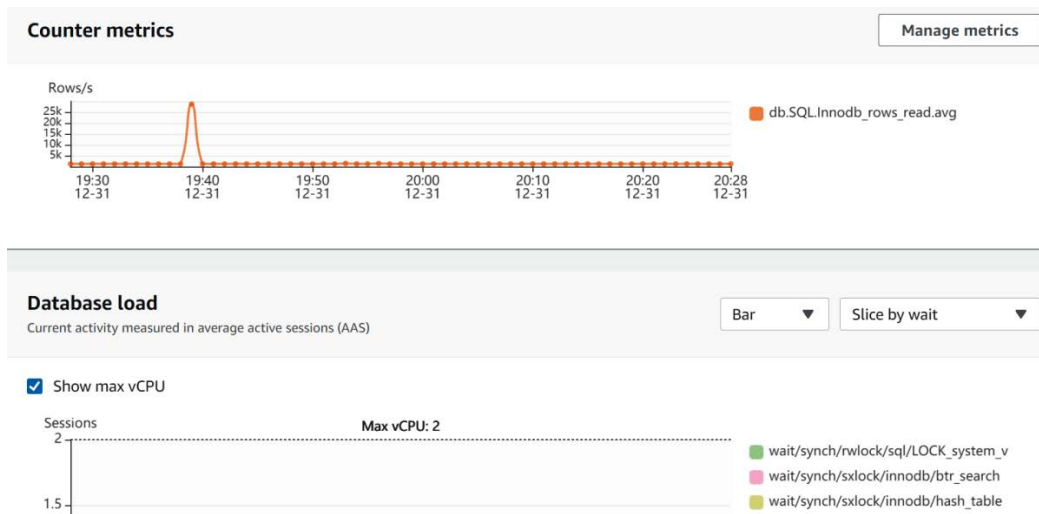 Counter metrics
Manage metrics
Rows/s
25k
20k
15k
10k
5k
db.SQL.Innodb_rows_read.avg
19:30 19:40 19:50 20:00 20:10 20:20 20:28
12-31 12-31 12-31 12-31 12-31 12-31 12-31
Database load
Current activity measured in average active sessions (AAS)
Bar
Slice by wait
Show max vCPU
Sessions
Max vCPU: 2
2
1.5
wait/synch/rwlock/sql/LOCK_system_v
wait/synch/sxlock/innodb/btr_search
wait/synch/sxlock/innodb/hash_table